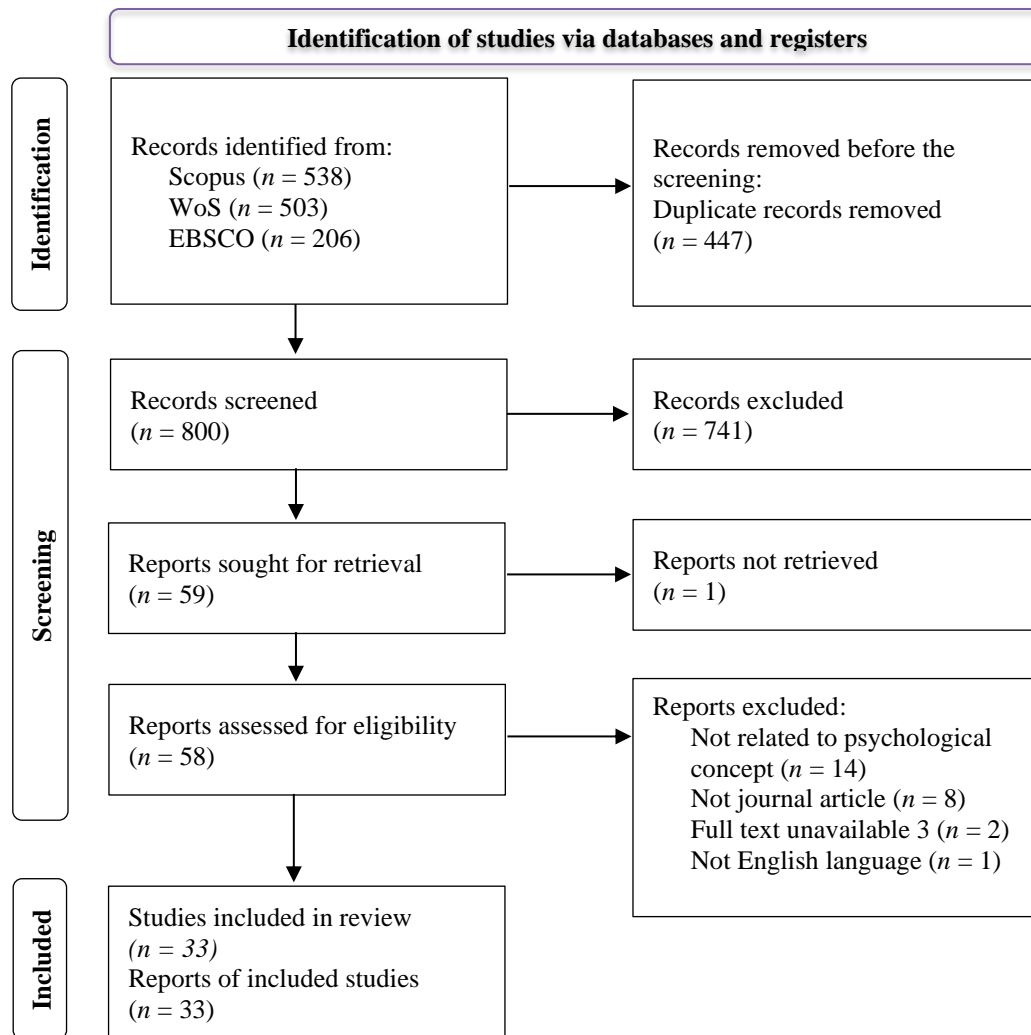 Identification of studies via databases and registers
Identification
Records identified from:
Scopus (n = 538)
WoS (n = 503)
EBSCO (n = 206)
Records removed before the
screening:
Duplicate records removed
(n = 447)
Screening
Records screened
(n = 800)
Records excluded
(n = 741)
Reports sought for retrieval
(n = 59)
Reports not retrieved
(n = 1)
Reports assessed for eligibility
(n = 58)
Reports excluded:
Not related to psychological
concept (n = 14)
Not journal article (n = 8)
Full text unavailable 3 (n = 2)
Not English language (n = 1)
Included
Studies included in review
(n = 33)
Reports of included studies
(n = 33)